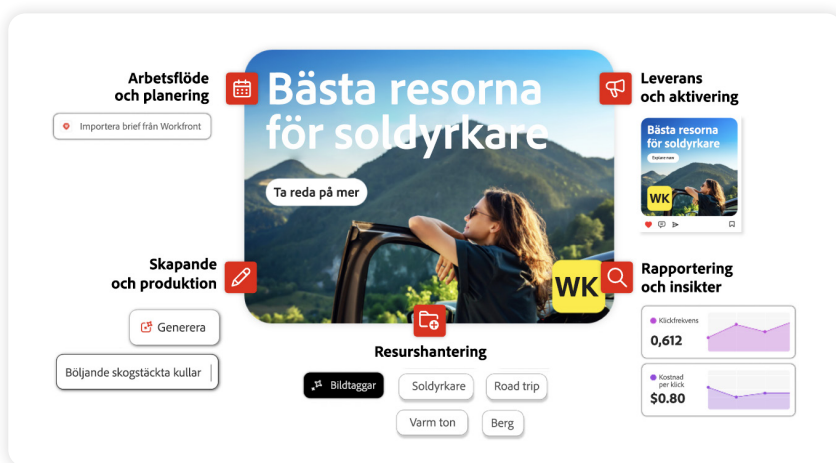 Arbetsflöde
och planering
Importera brief från Workfront
Bästa resorna
för soldyrkare
Ta reda på mer
WK
Leverans
och aktivering
Bästa resorna
för soldyrkare
Explore more
WK
Skapande
och produktion
Generera
Böljande skogstäckta kullar
Resurshantering
Bildtaggar
Soldyrkare
Road trip
Varm ton
Berg
Rapportering
och insikter
Klickfrekvens
0,612
Kostnad
per klick
$0.80